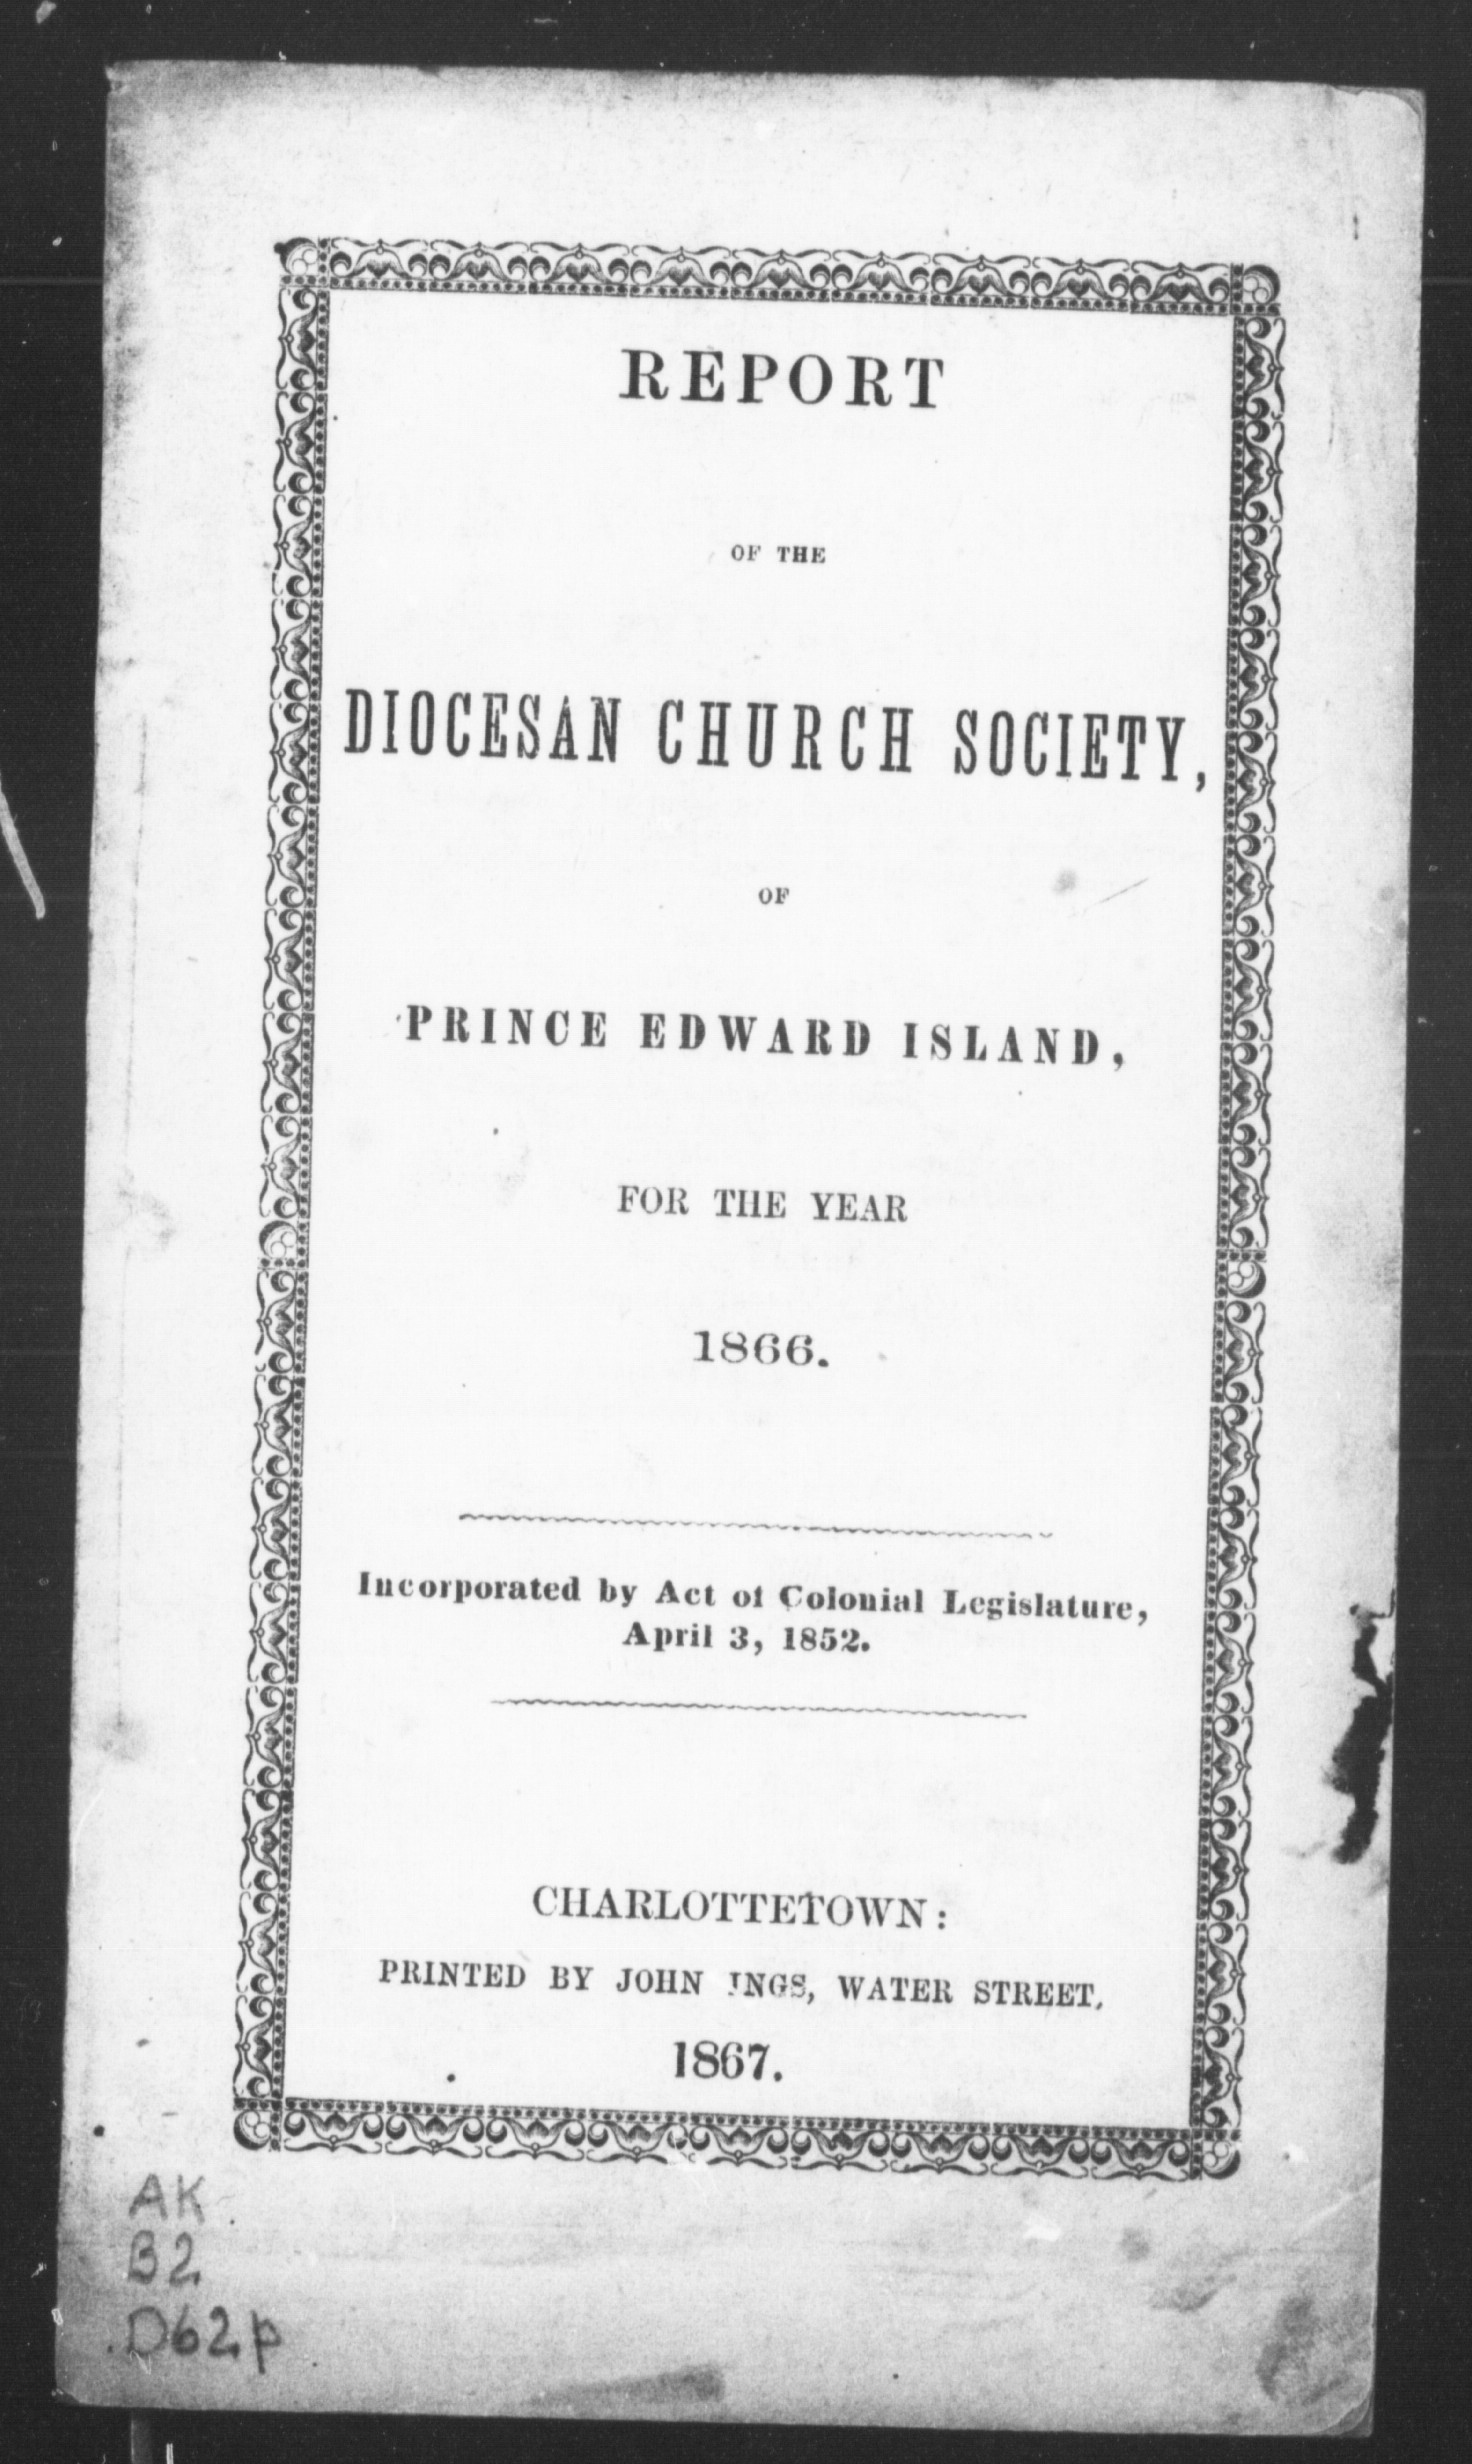 REPORT
OF THE
DIOCESAN CHURCH SOCIETY,
OF
PRINCE EDWARD ISLAND,
FOR THE YEAR
1866.
Incorporated by Act of Colonial Legislature,
April 3, 1852.
CHARLOTTETOWN:
PRINTED BY JOHN INGS, WATER STREET.
1867.
AK
B2
D62p